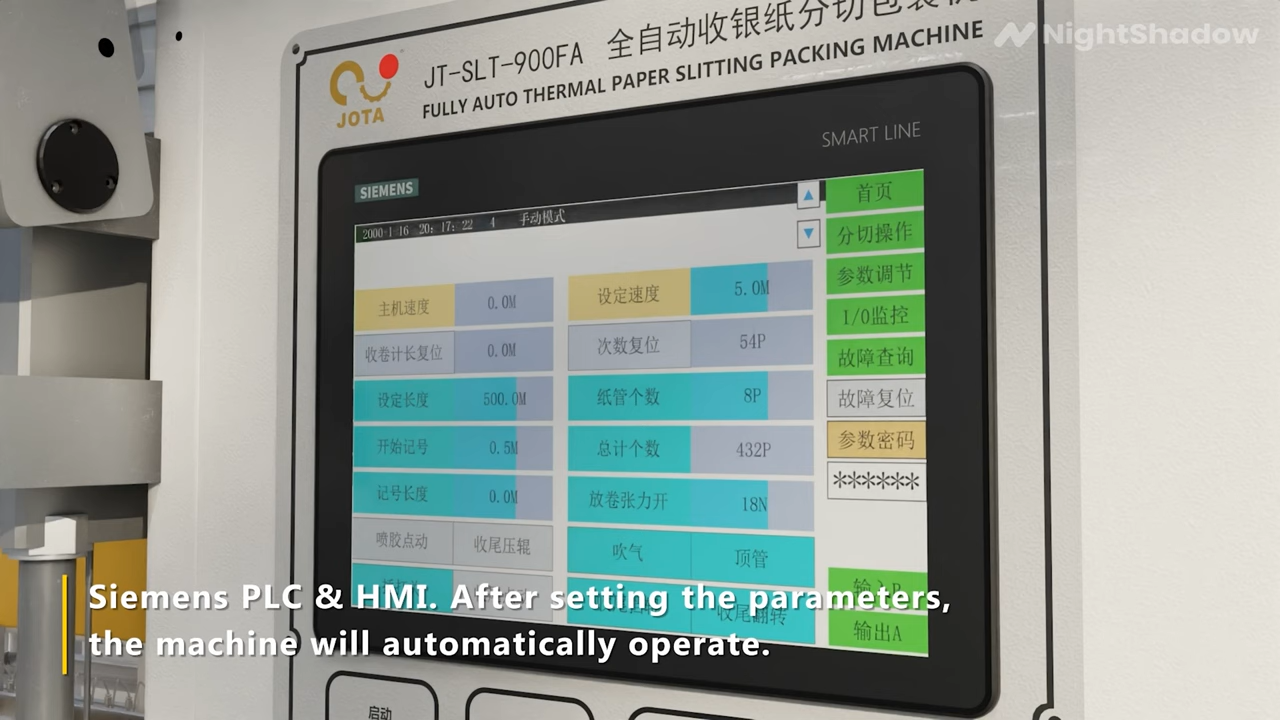 JT-SLT-900FA 全自动收银纸分切包装机
FULLY AUTO THERMAL PAPER SLITTING PACKING MACHINE
JOTA
NightShadow
SMART LINE
SIEMENS
2000-1-16 20:17:22 4 手动模式
主机速度 0.0M 设定速度 5.0M
收卷计长复位 0.0M 次数复位 54P
设定长度 500.0M 纸管个数 8P
开始记号 0.5M 总计个数 432P
记号长度 0.0M 放卷张力开 18N
喷胶点动 收尾压辊 吹气 顶管
收尾翻转
首页
分切操作
参数调节
I/O监控
故障查询
故障复位
参数密码
******
输入P
输出A
Siemens PLC & HMI. After setting the parameters,
the machine will automatically operate.
启动